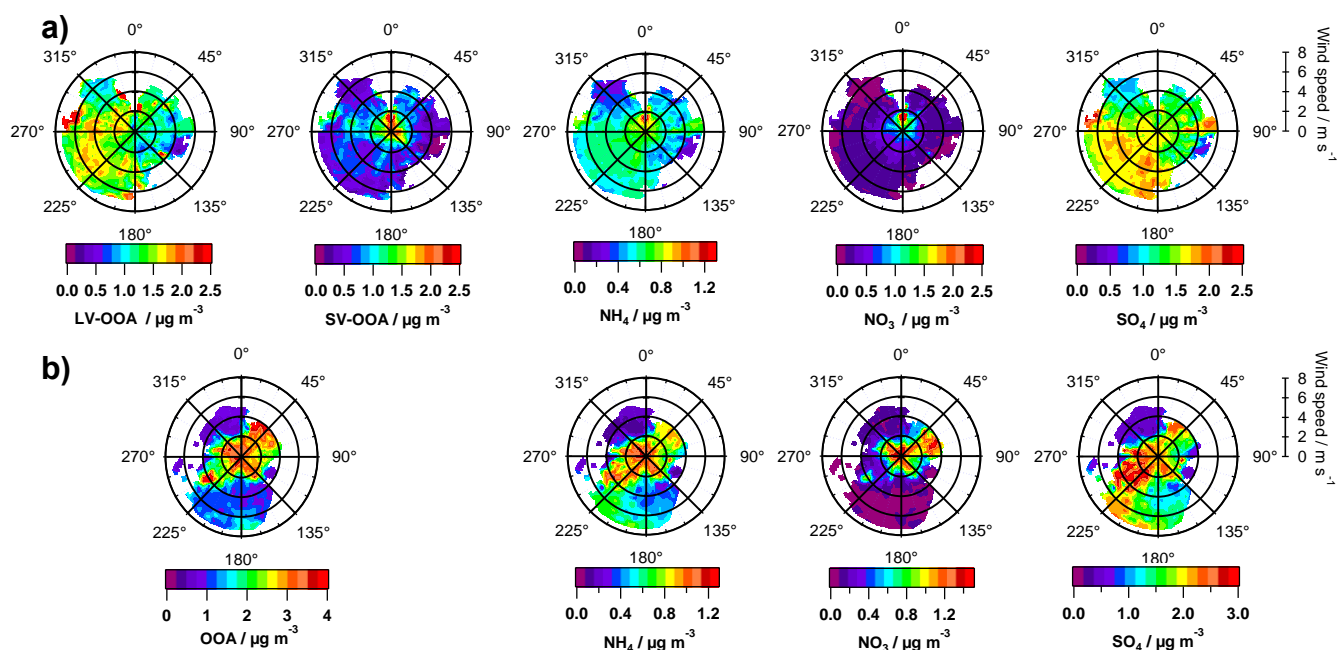 a)
0° 0° 0° 0° 0°
315° 45° 315° 45° 315° 45° 315° 45° 315° 45°
270° 90° 270° 90° 270° 90° 270° 90° 270° 90°
225° 135° 225° 135° 225° 135° 225° 135° 225° 135°
180° 180° 180° 180° 180°
8
6
4
2
0
Wind speed / m s⁻¹
0.0 0.5 1.0 1.5 2.0 2.5
LV-OOA / µg m⁻³
0.0 0.5 1.0 1.5 2.0 2.5
SV-OOA / µg m⁻³
0.0 0.4 0.8 1.2
NH₄ / µg m⁻³
0.0 0.5 1.0 1.5 2.0 2.5
NO₃ / µg m⁻³
0.0 0.5 1.0 1.5 2.0 2.5
SO₄ / µg m⁻³
b)
0° 0° 0° 0°
315° 45° 315° 45° 315° 45° 315° 45°
270° 90° 270° 90° 270° 90° 270° 90°
225° 135° 225° 135° 225° 135° 225° 135°
180° 180° 180° 180°
8
6
4
2
0
Wind speed / m s⁻¹
0 1 2 3 4
OOA / µg m⁻³
0.0 0.4 0.8 1.2
NH₄ / µg m⁻³
0.0 0.4 0.8 1.2
NO₃ / µg m⁻³
0.0 1.0 2.0 3.0
SO₄ / µg m⁻³